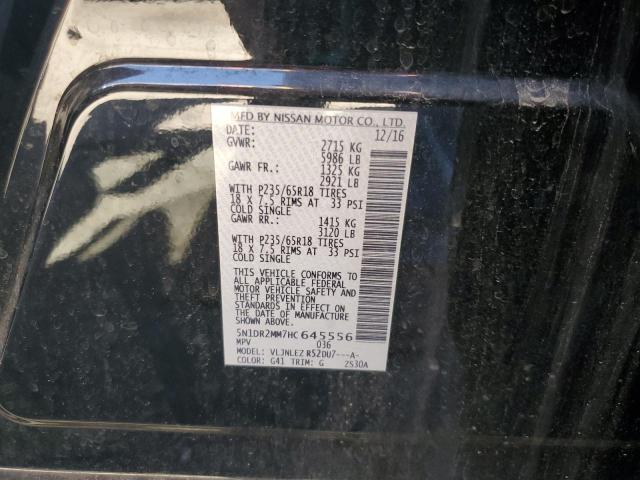 MFD BY NISSAN MOTOR CO., LTD.
DATE: 12/16
GVWR: 2715 KG
5986 LB
GAWR FR.: 1325 KG
2921 LB
WITH P235/65R18 TIRES
18 X 7.5 RIMS AT 33 PSI
COLD SINGLE
GAWR RR.: 1415 KG
3120 LB
WITH P235/65R18 TIRES
18 X 7.5 RIMS AT 33 PSI
COLD SINGLE
THIS VEHICLE CONFORMS TO
ALL APPLICABLE FEDERAL
MOTOR VEHICLE SAFETY AND
THEFT PREVENTION
STANDARDS IN EFFECT ON
THE DATE OF MANUFACTURE
SHOWN ABOVE.
5N1DR2MM7HC 645556
MPV 036
MODEL: VLJNLEZ R52DU7---A-
COLOR: G41 TRIM: G 2S30A